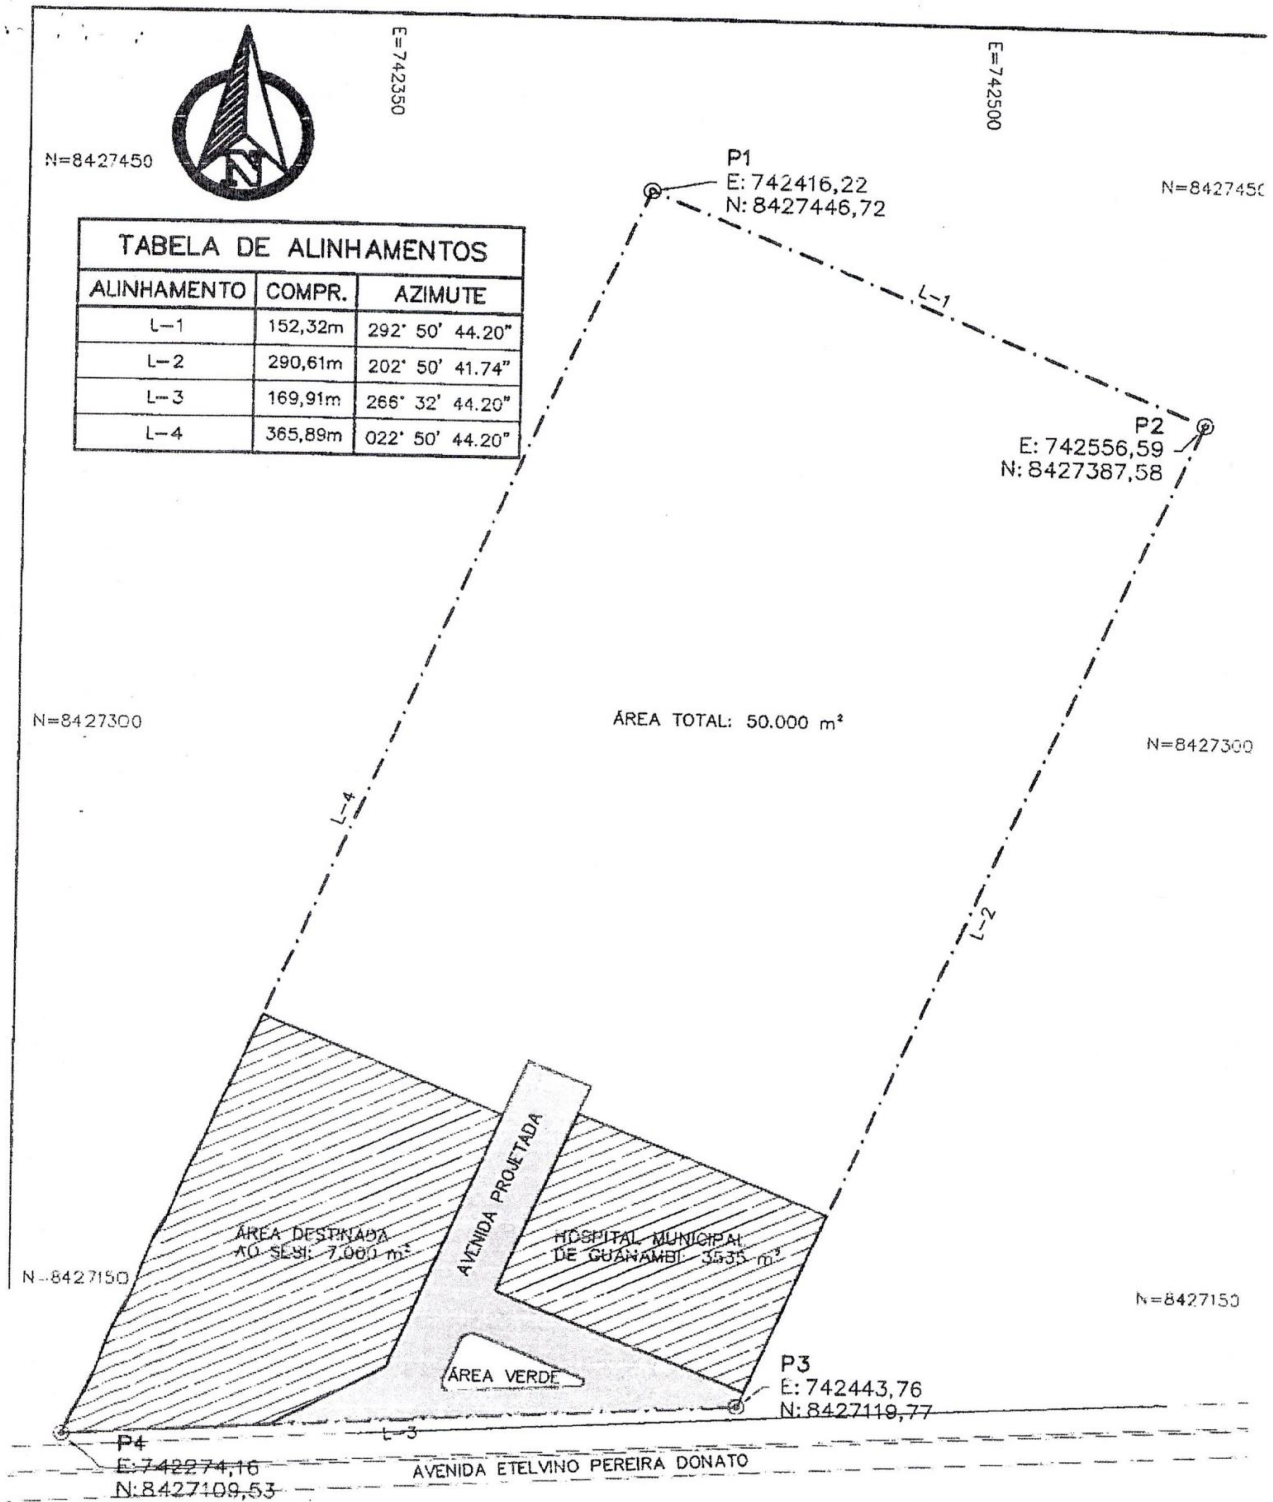 E=742350
E=742500
N=8427450
N
P1
E: 742416,22
N: 8427446,72
N=8427450
TABELA DE ALINHAMENTOS
ALINHAMENTO COMPR. AZIMUTE
L-1 152,32m 292° 50' 44.20"
L-2 290,61m 202° 50' 41.74"
L-3 169,91m 266° 32' 44.20"
L-4 365,89m 022° 50' 44.20"
L-1
P2
E: 742556,59
N: 8427387,58
N=8427300
ÁREA TOTAL: 50.000 m²
N=8427300
L-4
L-2
AVENIDA PROJETADA
ÁREA DESTINADA
AO SESI: 7.000 m²
HOSPITAL MUNICIPAL
DE GUANAMBI: 3535 m²
N=8427150
N=8427150
ÁREA VERDE
P3
E: 742443,76
N: 8427119,77
L-3
P4
E: 742274,16
N: 8427109,53
AVENIDA ETELVINO PEREIRA DONATO